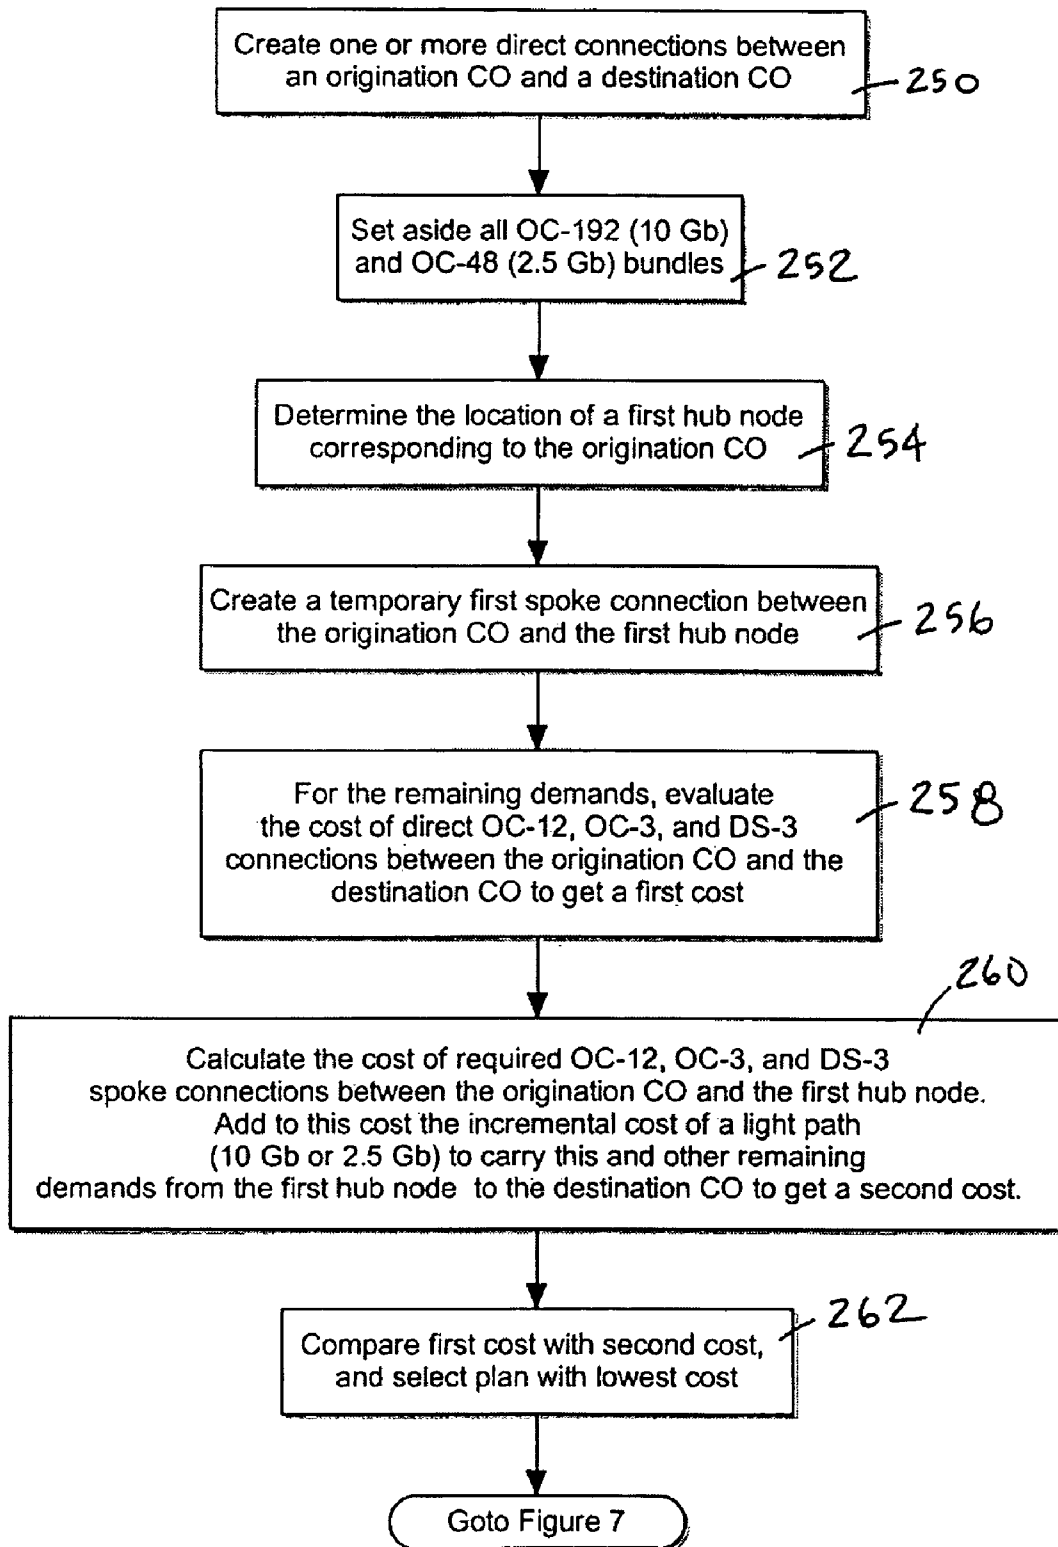 Create one or more direct connections between
an origination CO and a destination CO
250
Set aside all OC-192 (10 Gb)
and OC-48 (2.5 Gb) bundles
252
Determine the location of a first hub node
corresponding to the origination CO
254
Create a temporary first spoke connection between
the origination CO and the first hub node
256
For the remaining demands, evaluate
the cost of direct OC-12, OC-3, and DS-3
connections between the origination CO and the
destination CO to get a first cost
258
260
Calculate the cost of required OC-12, OC-3, and DS-3
spoke connections between the origination CO and the first hub node.
Add to this cost the incremental cost of a light path
(10 Gb or 2.5 Gb) to carry this and other remaining
demands from the first hub node to the destination CO to get a second cost.
262
Compare first cost with second cost,
and select plan with lowest cost
Goto Figure 7